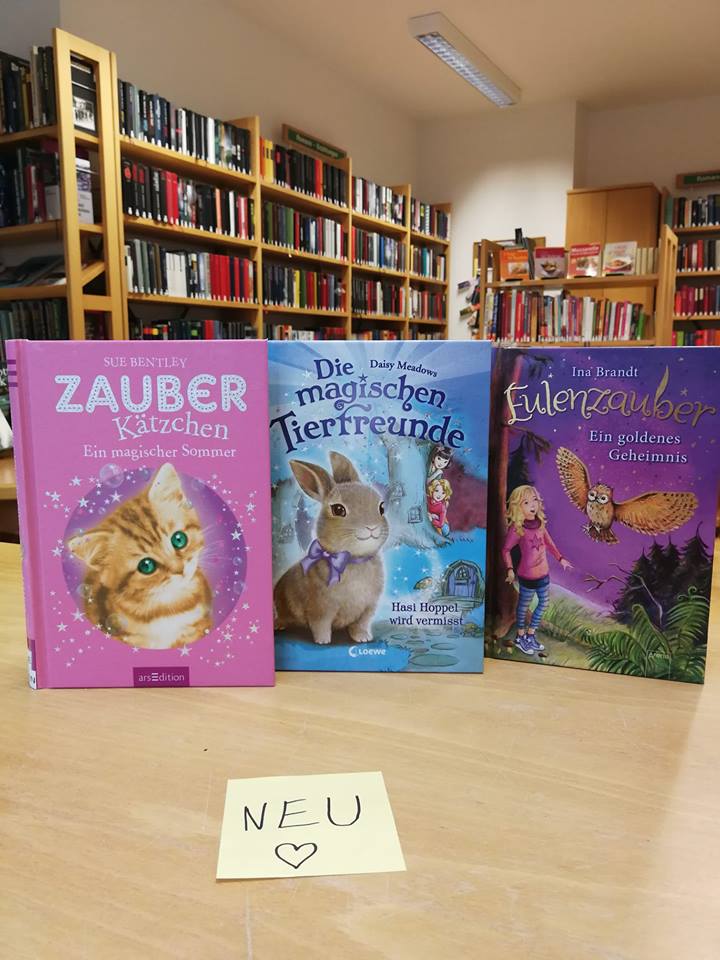 SUE BENTLEY
ZAUBER
Kätzchen
Ein magischer Sommer
arsEdition
Die
Daisy Meadows
magischen
Tierfreunde
Hasi Hoppel
wird vermisst
Loewe
Ina Brandt
Eulenzauber
Ein goldenes
Geheimnis
Arena
NEU